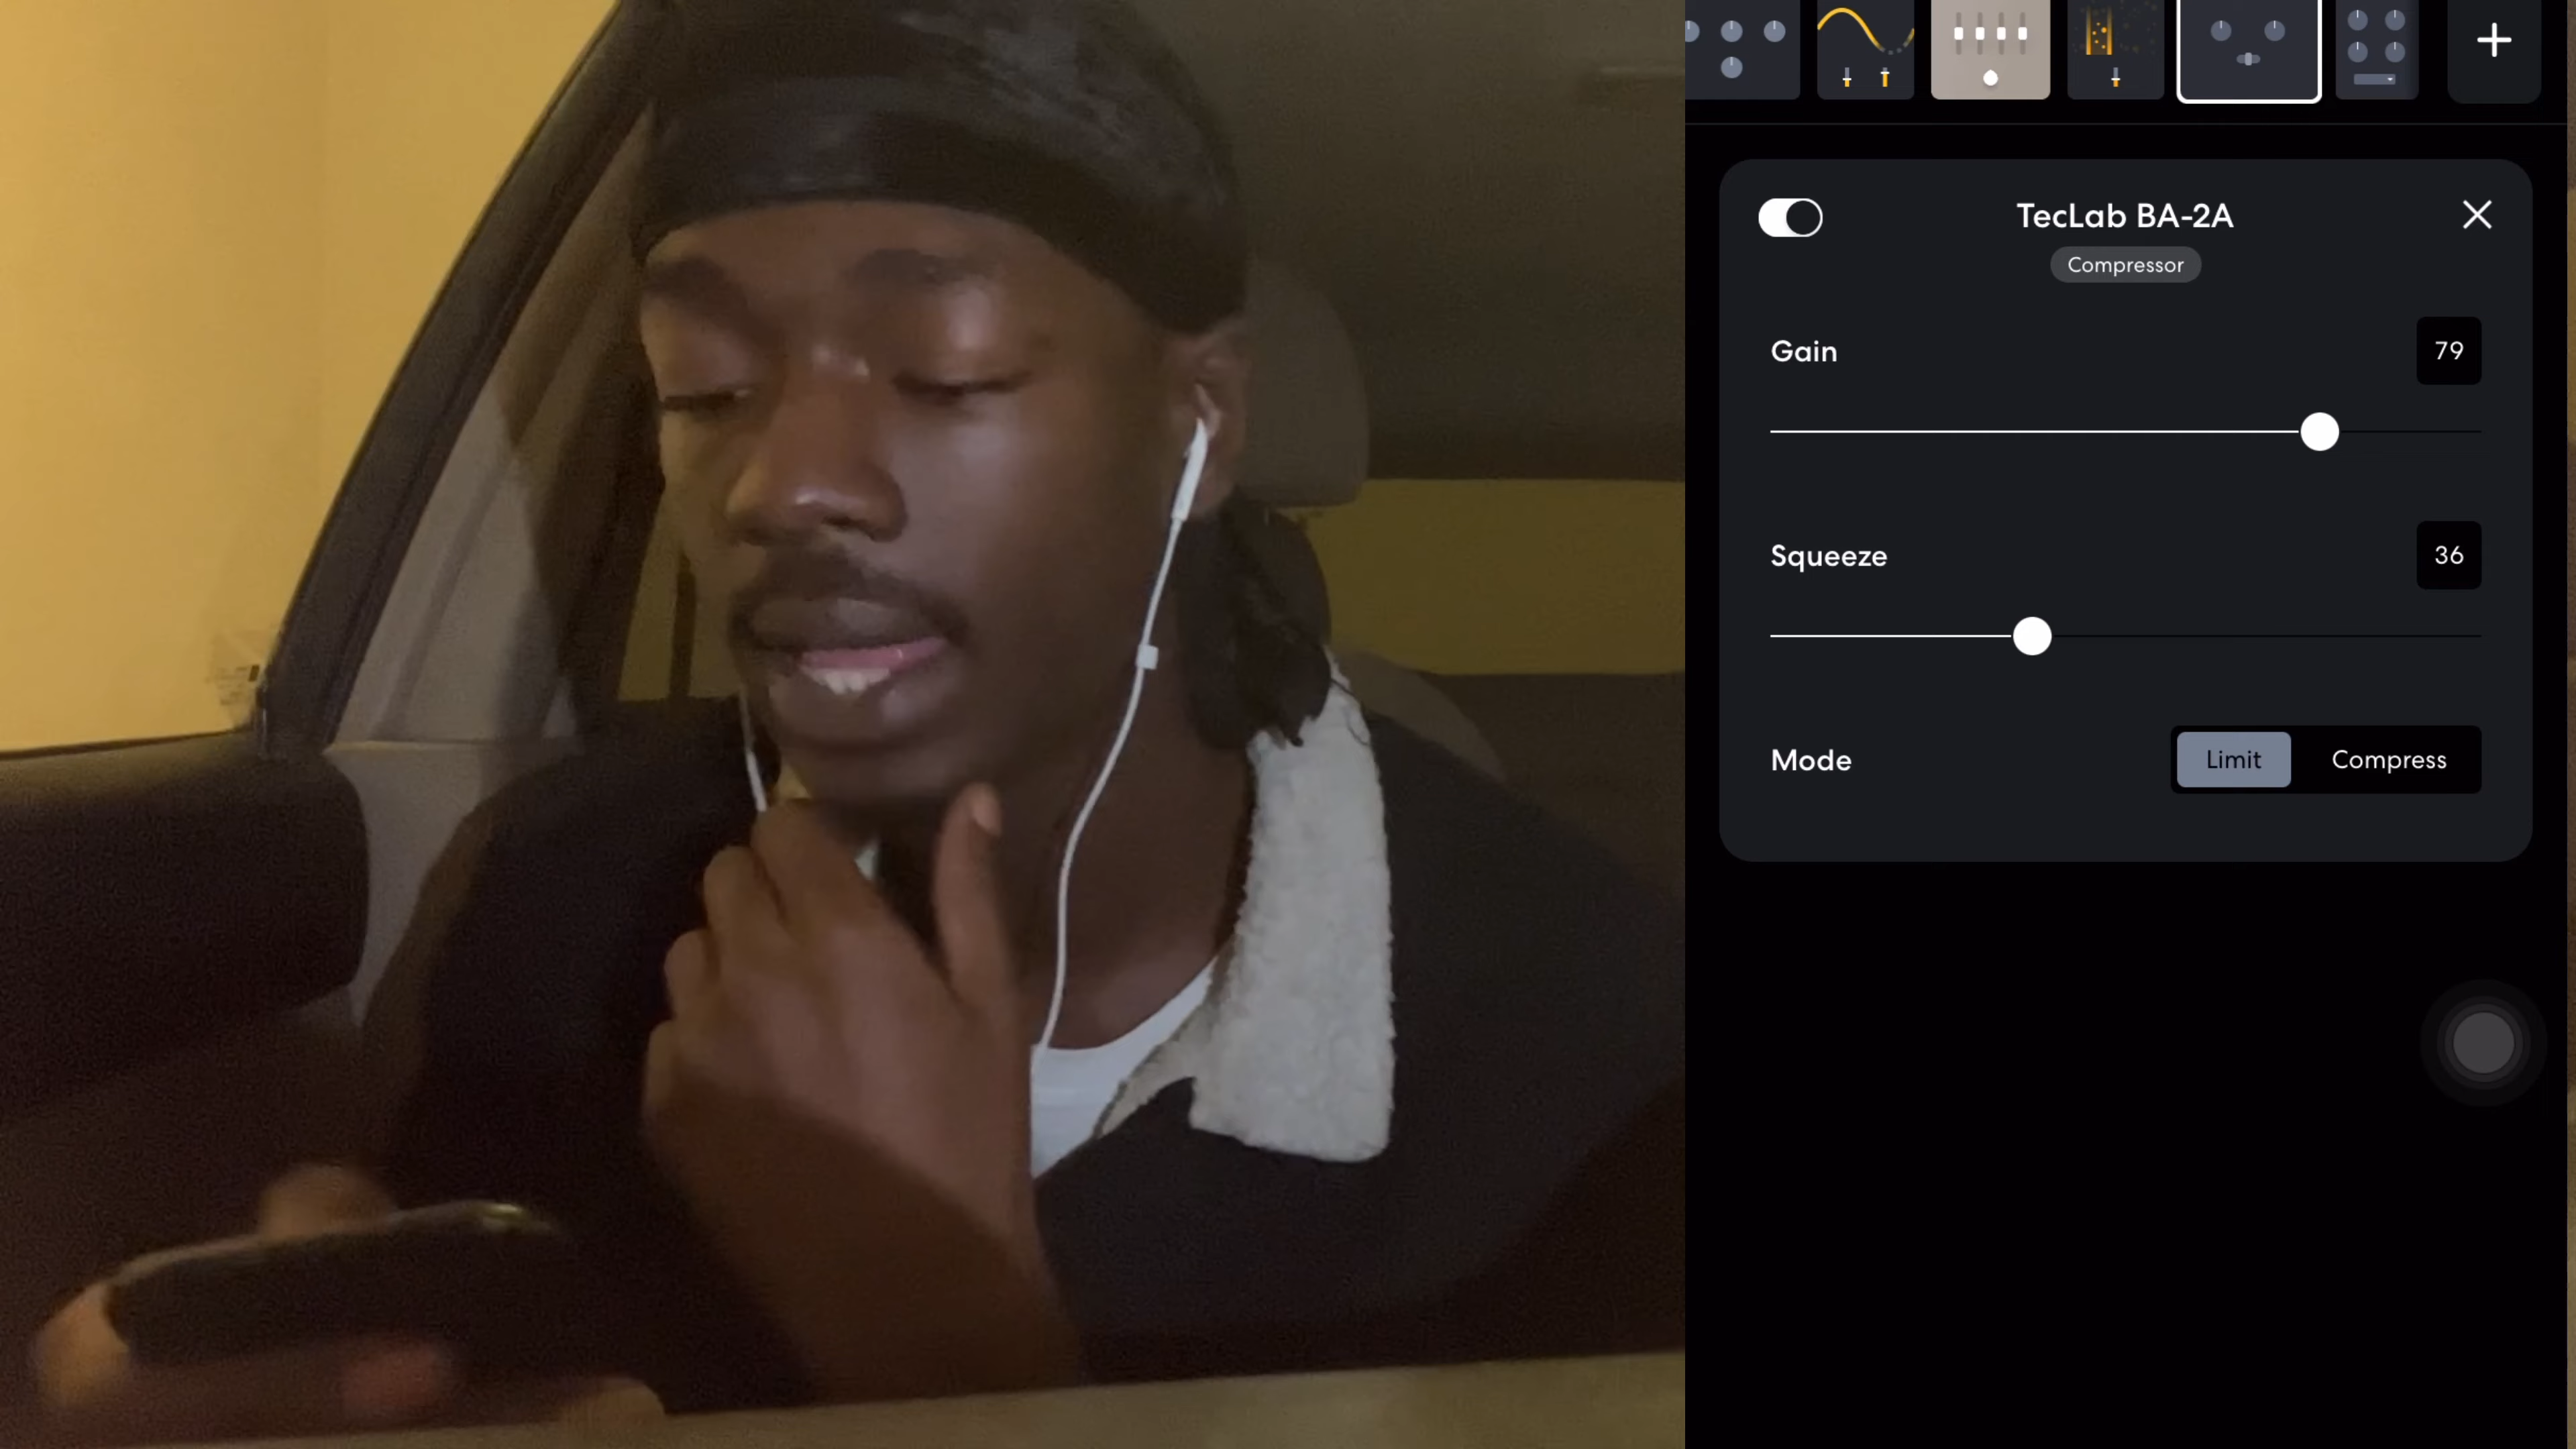 TecLab BA-2A
Compressor
Gain
79
Squeeze
36
Mode
Limit
Compress